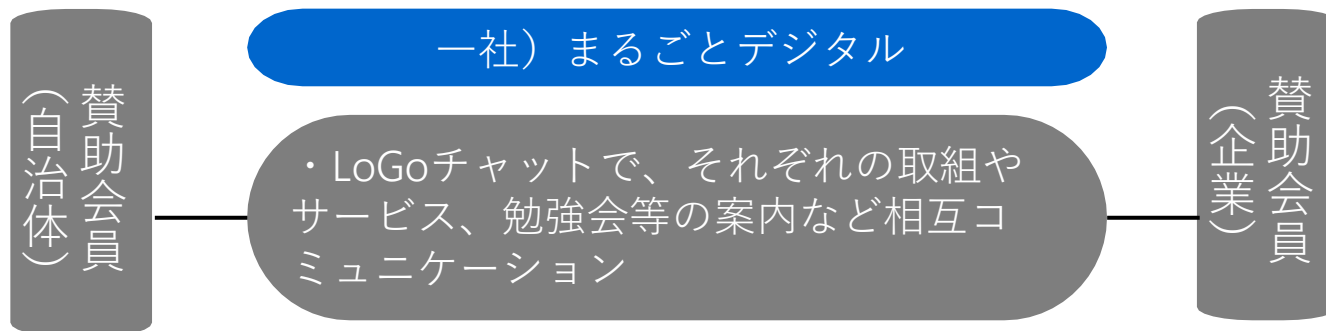 賛助会員
（自治体）
一社）まるごとデジタル
・LoGoチャットで、それぞれの取組や
サービス、勉強会等の案内など相互コ
ミュニケーション
賛助会員
（企業）